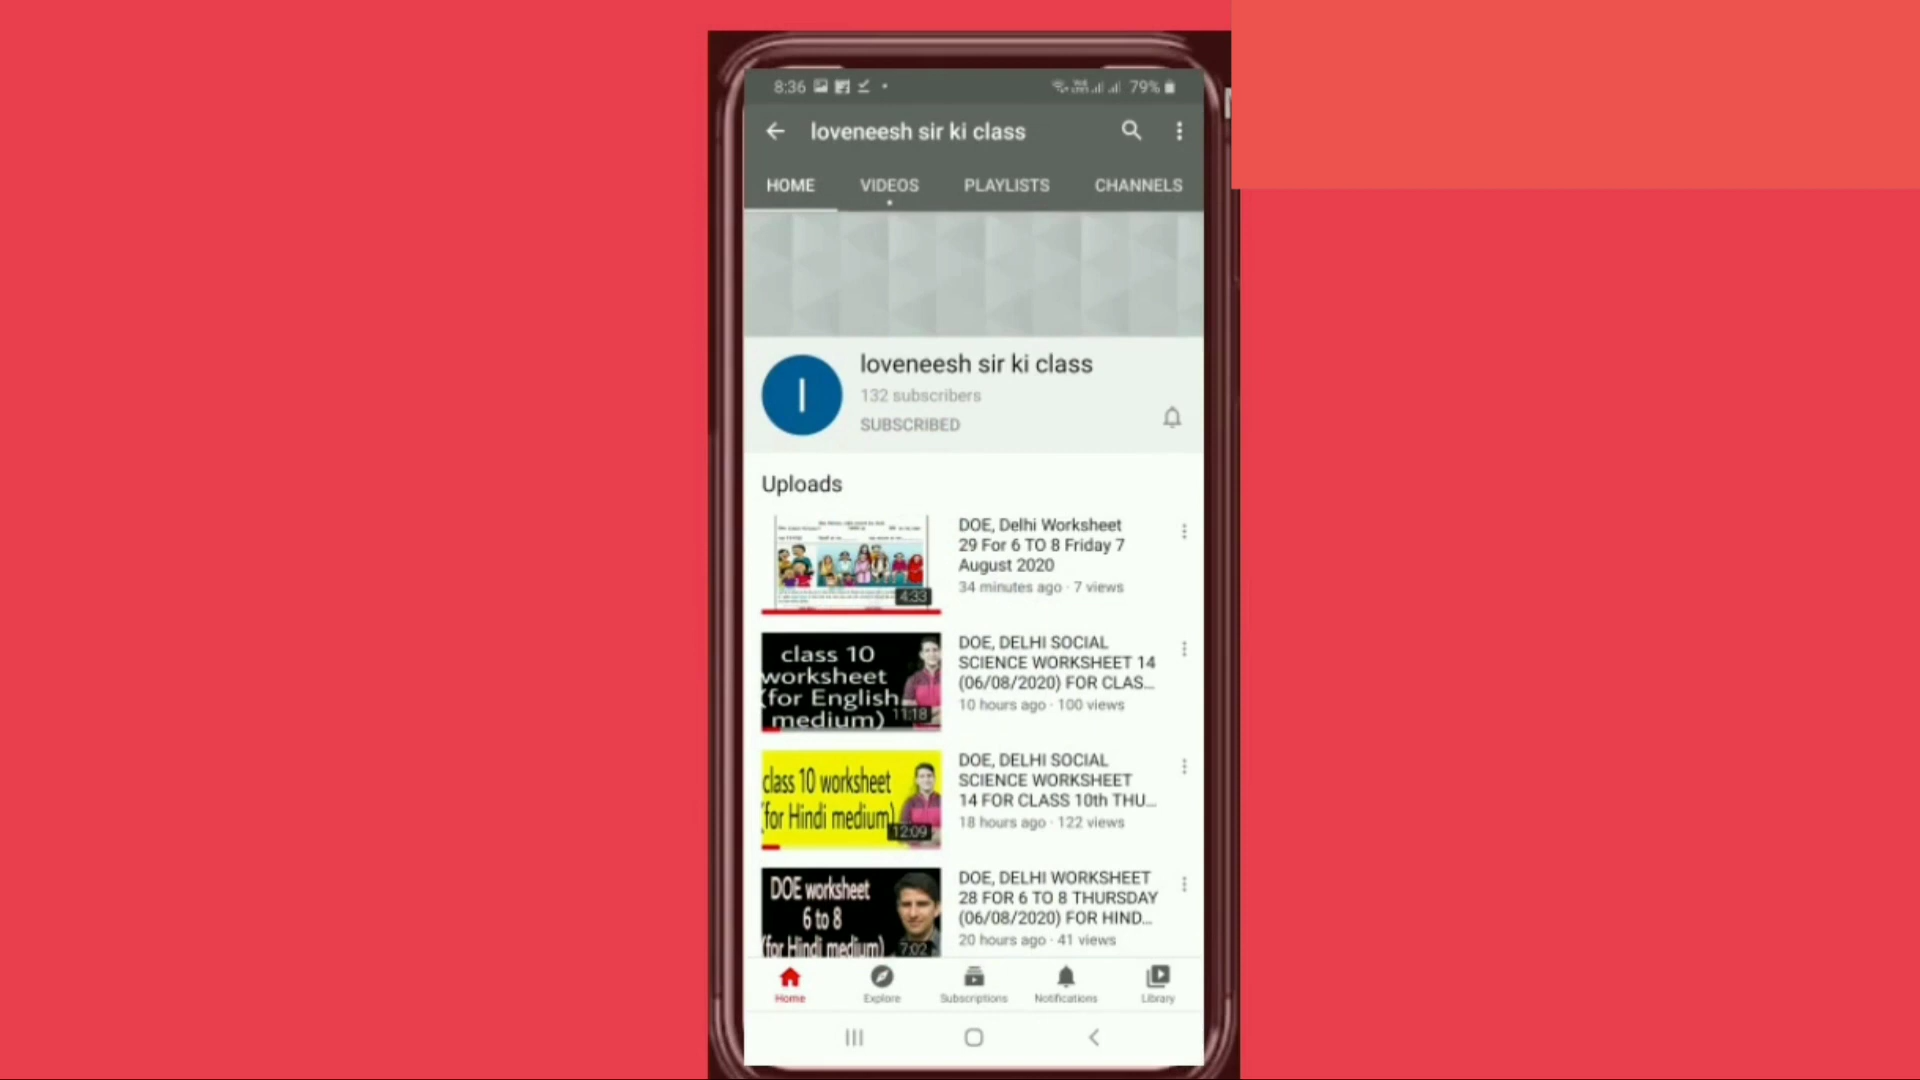 8:36
79%
loveneesh sir ki class
HOME
VIDEOS
PLAYLISTS
CHANNELS
loveneesh sir ki class
132 subscribers
SUBSCRIBED
Uploads
4:33
DOE, Delhi Worksheet
29 For 6 TO 8 Friday 7
August 2020
34 minutes ago · 7 views
class 10
worksheet
(for English
medium)
11:18
DOE, DELHI SOCIAL
SCIENCE WORKSHEET 14
(06/08/2020) FOR CLAS...
10 hours ago · 100 views
class 10 worksheet
(for Hindi medium)
12:09
DOE, DELHI SOCIAL
SCIENCE WORKSHEET
14 FOR CLASS 10th THU...
18 hours ago · 122 views
DOE worksheet
6 to 8
(for Hindi medium)
7:02
DOE, DELHI WORKSHEET
28 FOR 6 TO 8 THURSDAY
(06/08/2020) FOR HIND...
20 hours ago · 41 views
Home
Explore
Subscriptions
Notifications
Library